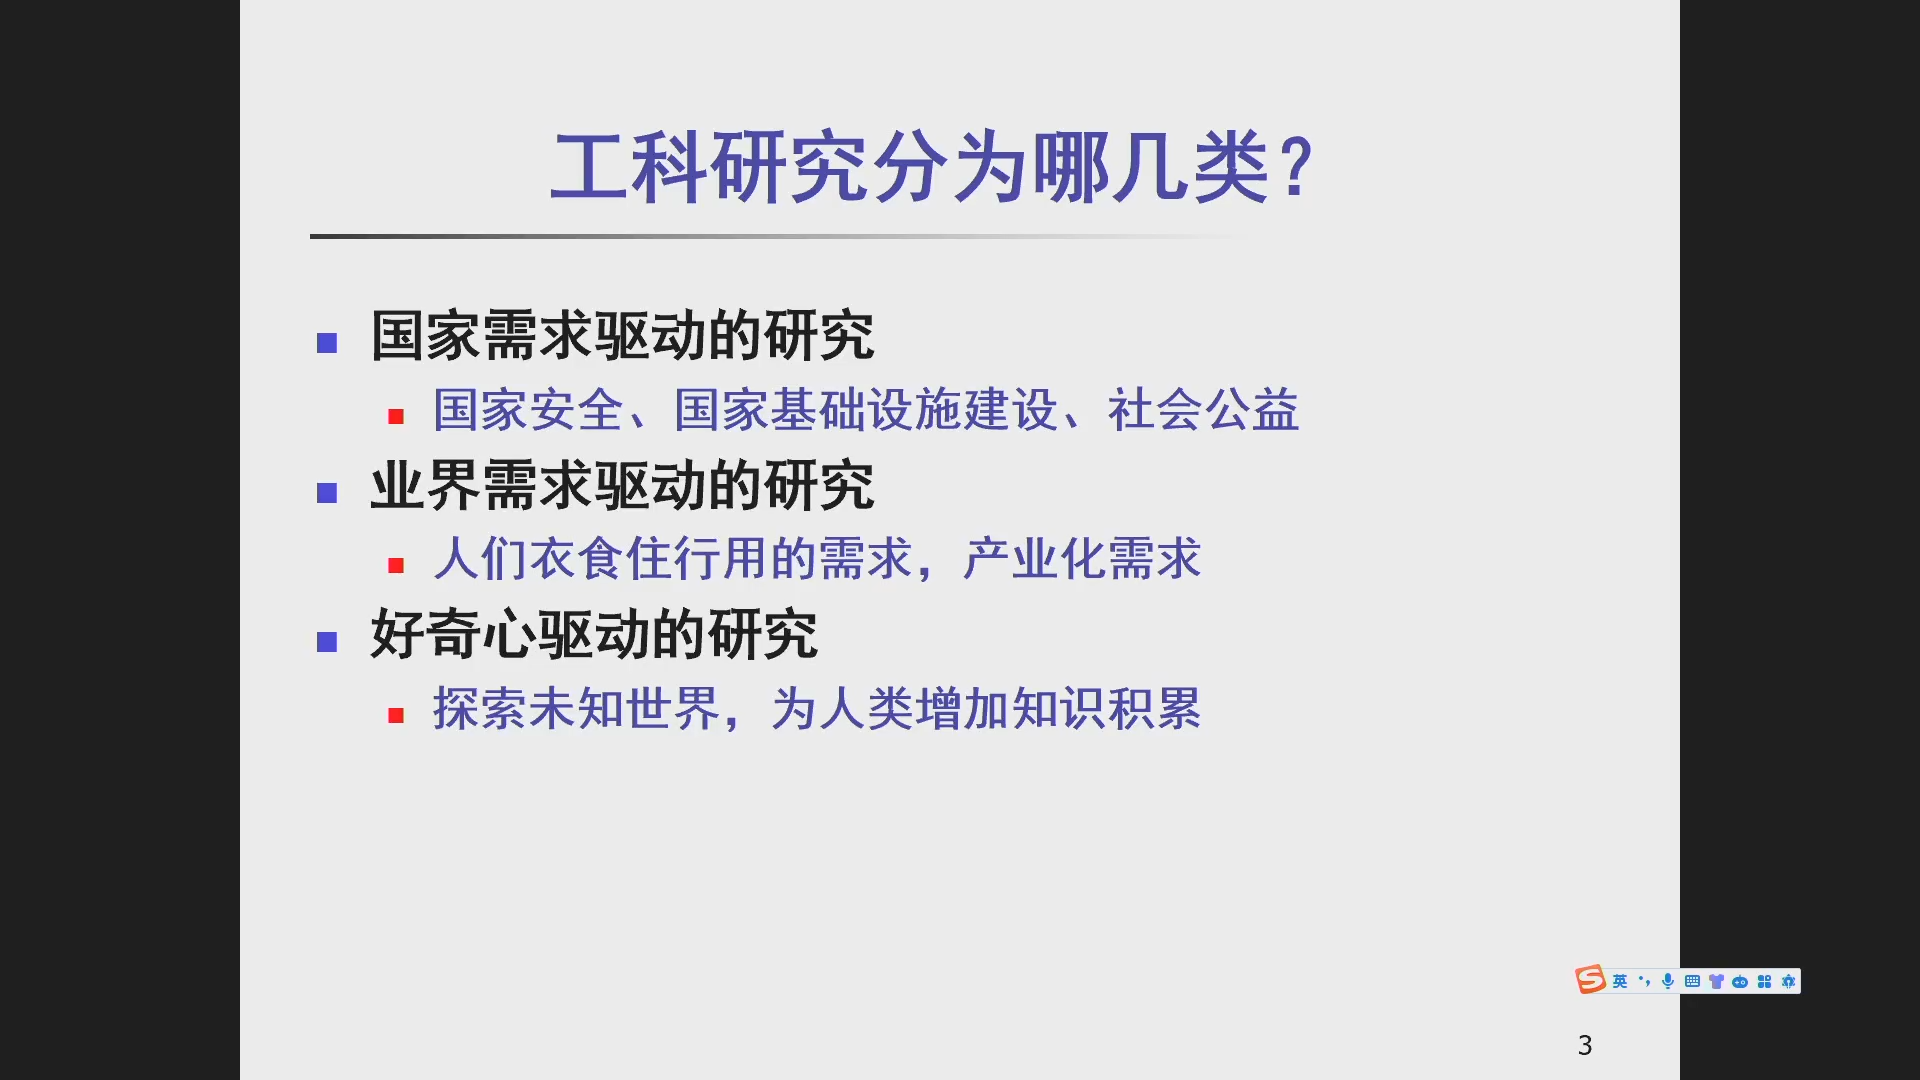 工科研究分为哪几类?
国家需求驱动的研究
国家安全、国家基础设施建设、社会公益
业界需求驱动的研究
人们衣食住行用的需求，产业化需求
好奇心驱动的研究
探索未知世界，为人类增加知识积累
S 英 •,
3